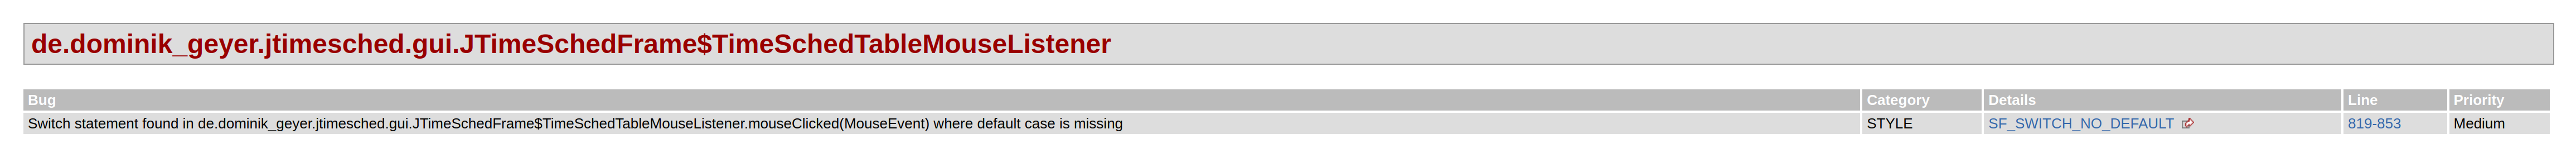 de.dominik_geyer.jtimesched.gui.JTimeSchedFrame$TimeSchedTableMouseListener
Bug Category Details Line Priority
Switch statement found in de.dominik_geyer.jtimesched.gui.JTimeSchedFrame$TimeSchedTableMouseListener.mouseClicked(MouseEvent) where default case is missing STYLE SF_SWITCH_NO_DEFAULT 819-853 Medium